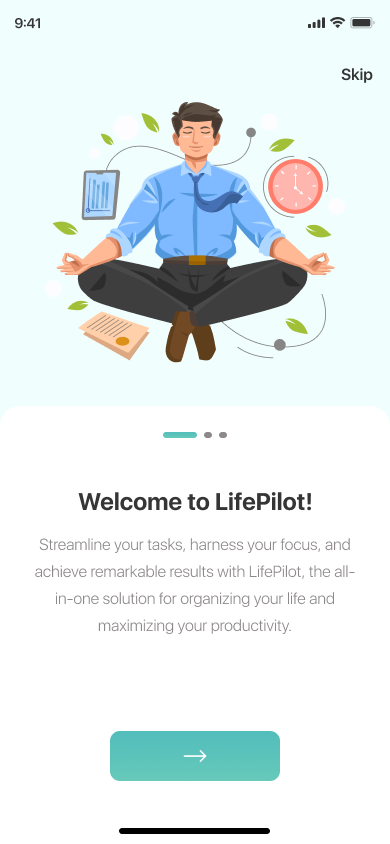 9:41
Skip
Welcome to LifePilot!
Streamline your tasks, harness your focus, and
achieve remarkable results with LifePilot, the all-
in-one solution for organizing your life and
maximizing your productivity.